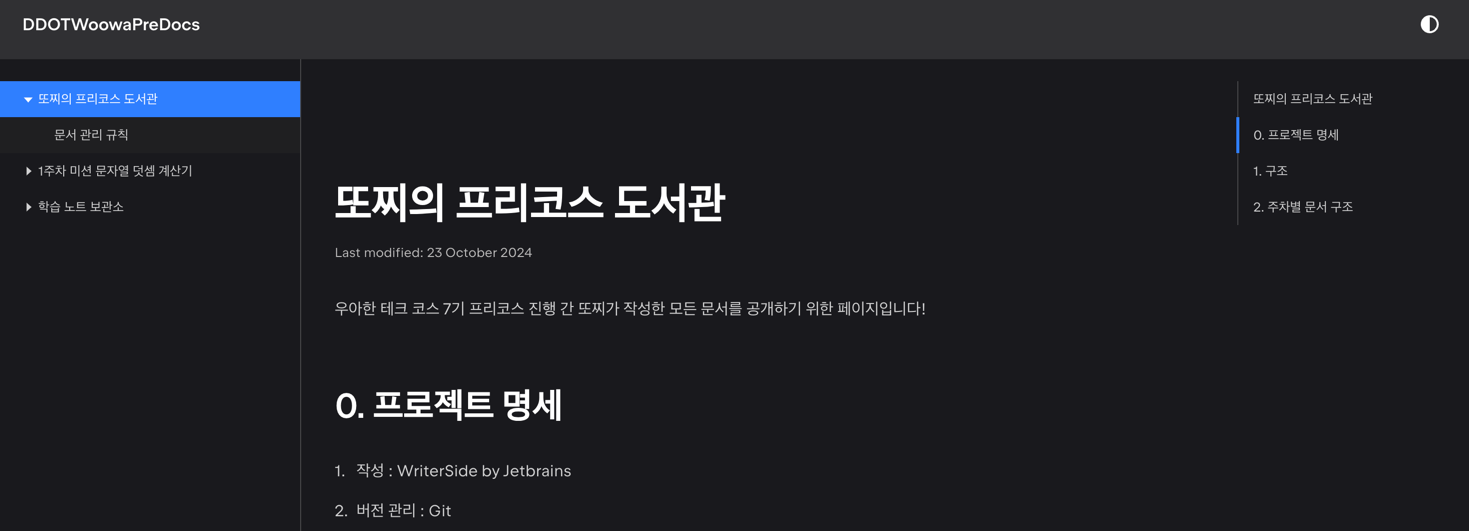 DDOTWoowaPreDocs
또찌의 프리코스 도서관
문서 관리 규칙
1주차 미션 문자열 덧셈 계산기
학습 노트 보관소
또찌의 프리코스 도서관
Last modified: 23 October 2024
우아한 테크 코스 7기 프리코스 진행 간 또찌가 작성한 모든 문서를 공개하기 위한 페이지입니다!
0. 프로젝트 명세
1. 작성 : WriterSide by Jetbrains
2. 버전 관리 : Git
또찌의 프리코스 도서관
0. 프로젝트 명세
1. 구조
2. 주차별 문서 구조